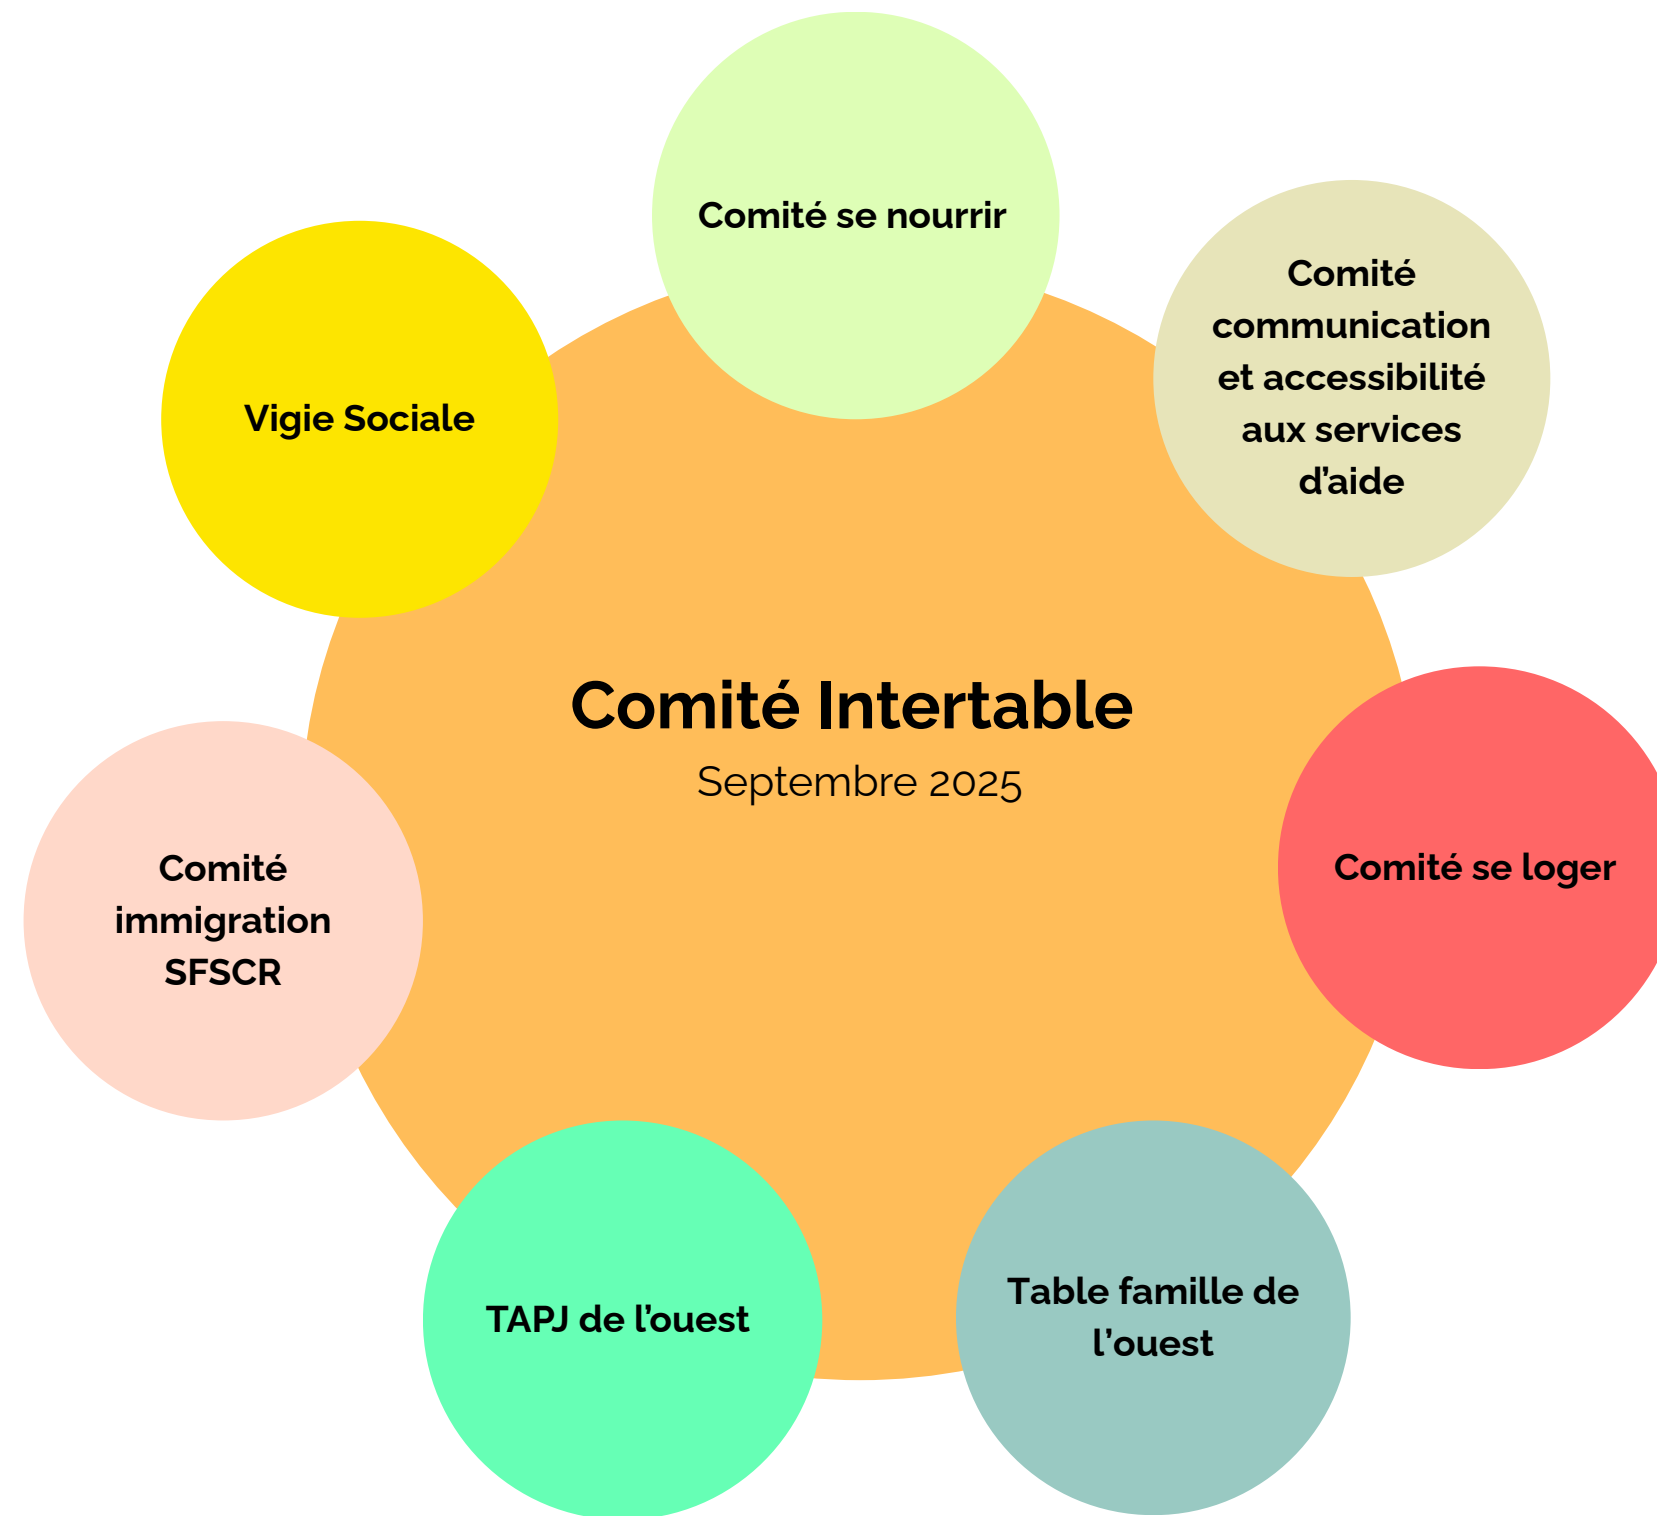 Comité se nourrir
Comité
communication
et accessibilité
aux services
d’aide
Vigie Sociale
Comité Intertable
Septembre 2025
Comité se loger
Comité
immigration
SFSCR
Table famille de
l’ouest
TAPJ de l’ouest